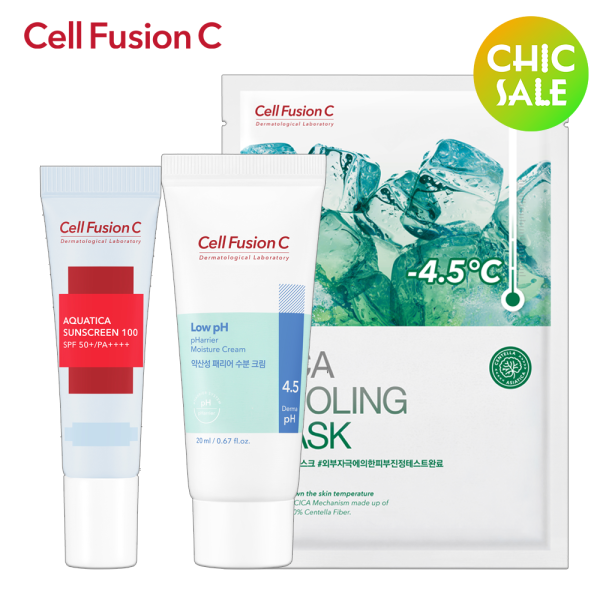 Cell Fusion C
CHIC
SALE
Cell Fusion C
Dermatological Laboratory
-4.5°C
CENTELLA
ASIATICA
Cell Fusion C
Dermatological Laboratory
AQUATICA
SUNSCREEN 100
SPF 50+/PA++++
Cell Fusion C
Dermatological Laboratory
Low pH
pHarrier
Moisture Cream
약산성 패리어 수분 크림
4.5
Derma
pH
pH
20 ml / 0.67 fl.oz.
CA
OLING
ASK
스크 #외부자극에의한피부진정테스트완료
wn the skin temperature
CICA Mechanism made up of
0% Centella Fiber.